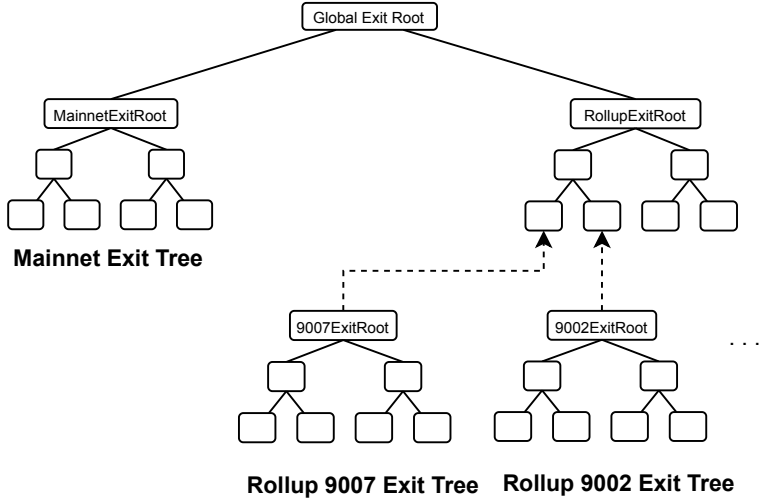 Global Exit Root
MainnetExitRoot
RollupExitRoot
Mainnet Exit Tree
9007ExitRoot
9002ExitRoot
. . .
Rollup 9007 Exit Tree
Rollup 9002 Exit Tree